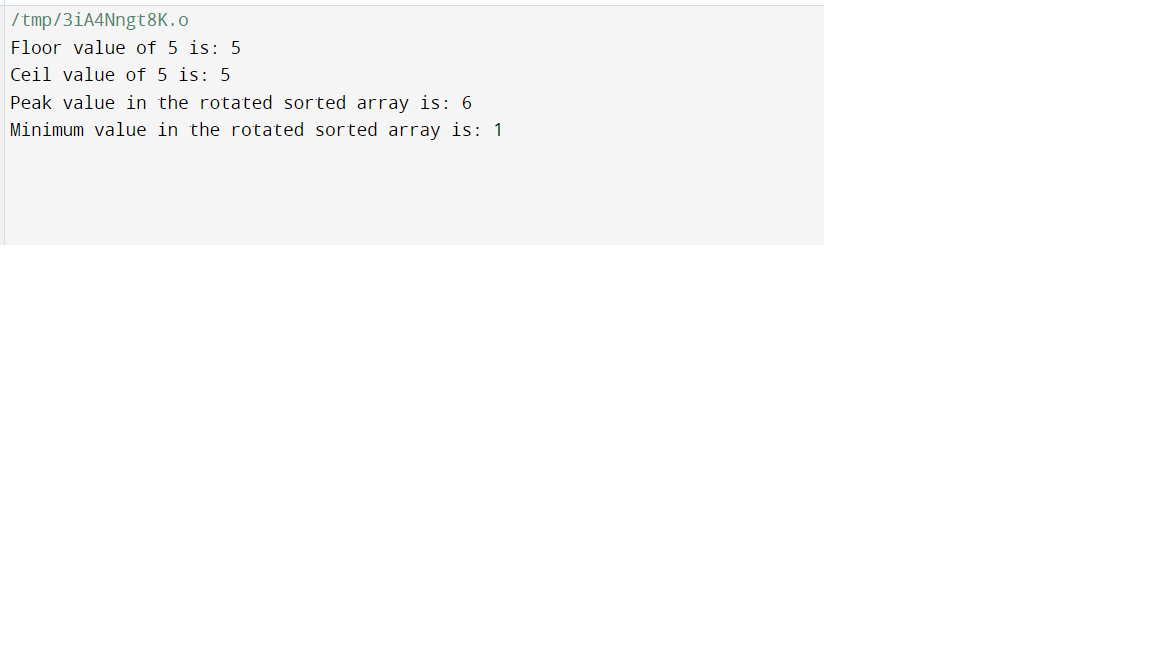 /tmp/3iA4Nngt8K.o
Floor value of 5 is: 5
Ceil value of 5 is: 5
Peak value in the rotated sorted array is: 6
Minimum value in the rotated sorted array is: 1